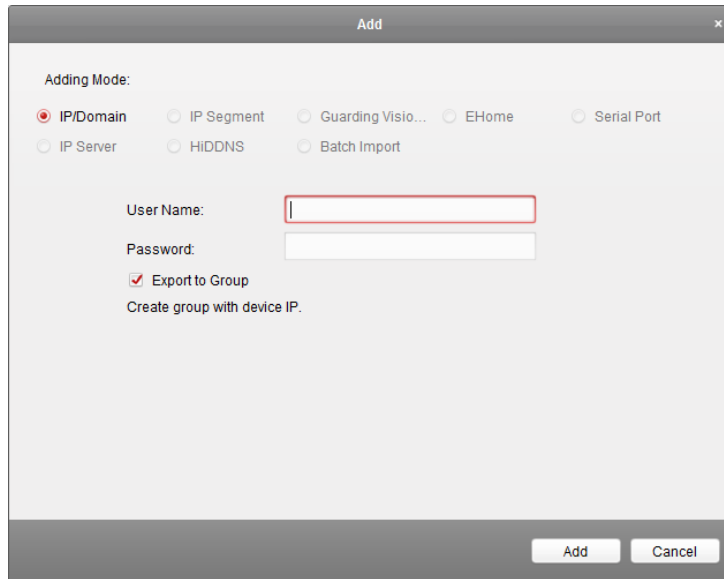 Add
×
Adding Mode:
IP/Domain IP Segment Guarding Visio... EHome Serial Port
IP Server HiDDNS Batch Import
User Name:
Password:
Export to Group
Create group with device IP.
Add Cancel